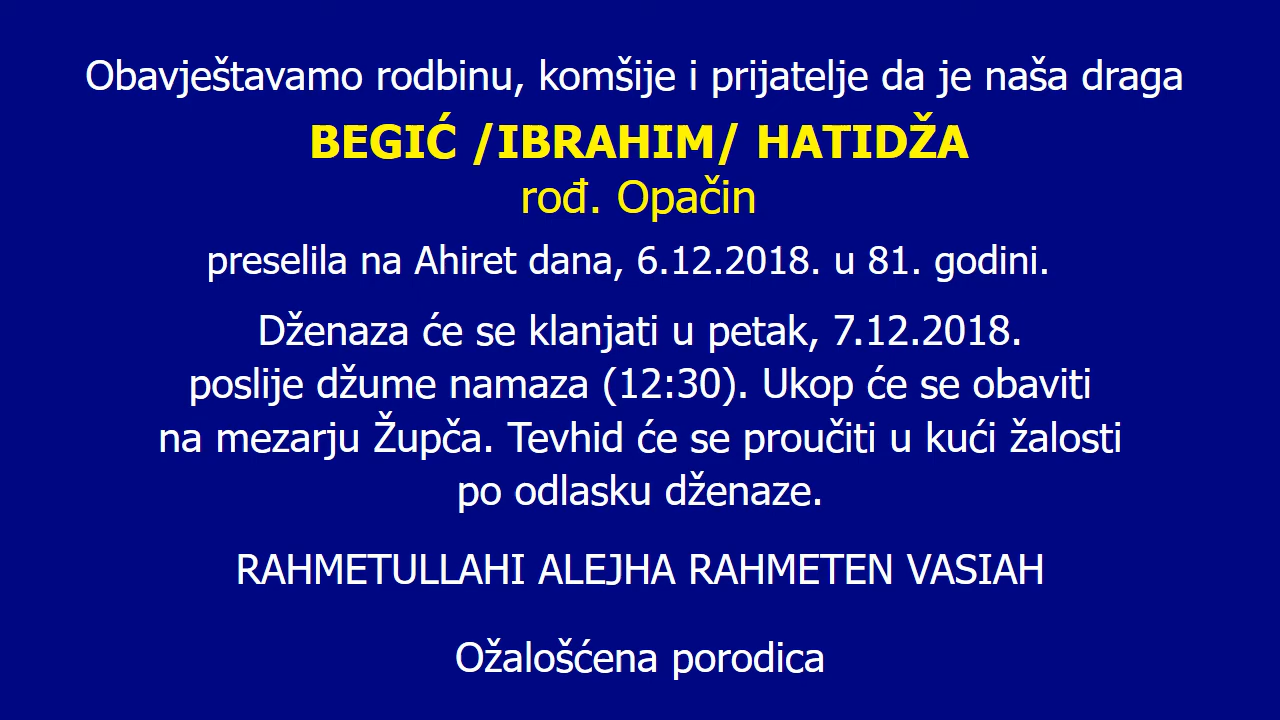 Obavještavamo rodbinu, komšije i prijatelje da je naša draga
BEGIĆ /IBRAHIM/ HATIDŽA
rođ. Opačin
preselila na Ahiret dana, 6.12.2018. u 81. godini.
Dženaza će se klanjati u petak, 7.12.2018.
poslije džume namaza (12:30). Ukop će se obaviti
na mezarju Župča. Tevhid će se proučiti u kući žalosti
po odlasku dženaze.
RAHMETULLAHI ALEJHA RAHMETEN VASIAH
Ožalošćena porodica